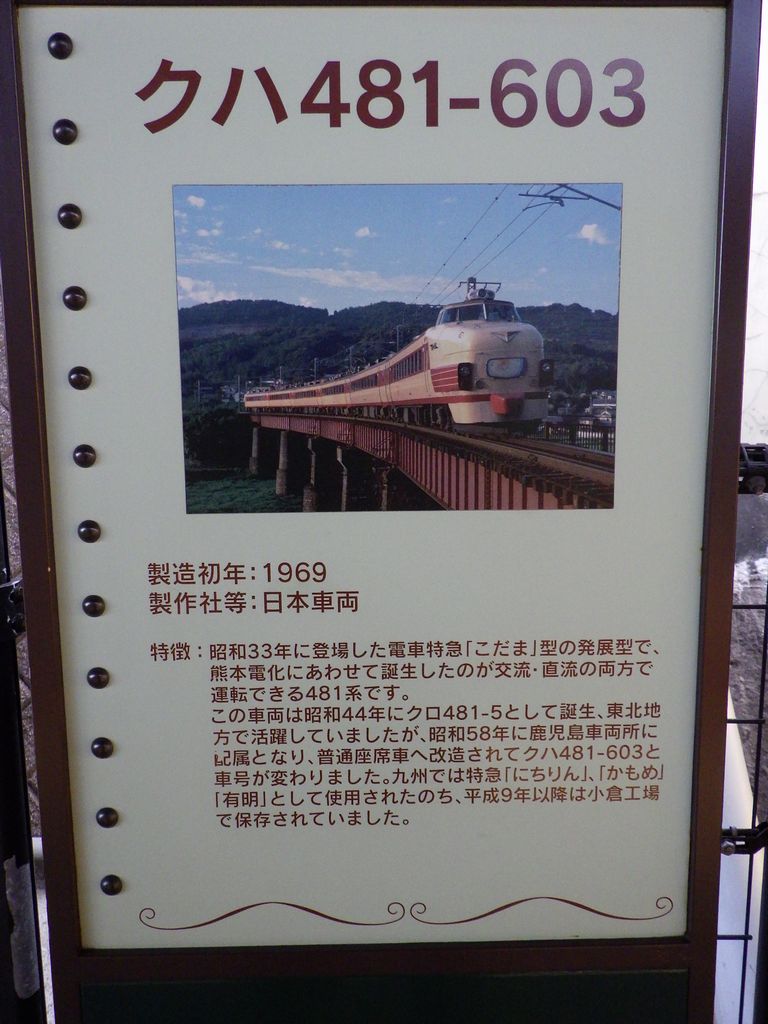 クハ481-603
製造初年：1969
製作社等：日本車両
特徴：昭和33年に登場した電車特急「こだま」型の発展型で、
熊本電化にあわせて誕生したのが交流・直流の両方で
運転できる481系です。
この車両は昭和44年にクロ481-5として誕生、東北地
方で活躍していましたが、昭和58年に鹿児島車両所に
配属となり、普通座席車へ改造されてクハ481-603と
車号が変わりました。九州では特急「にちりん」、「かもめ」
「有明」として使用されたのち、平成9年以降は小倉工場
で保存されていました。